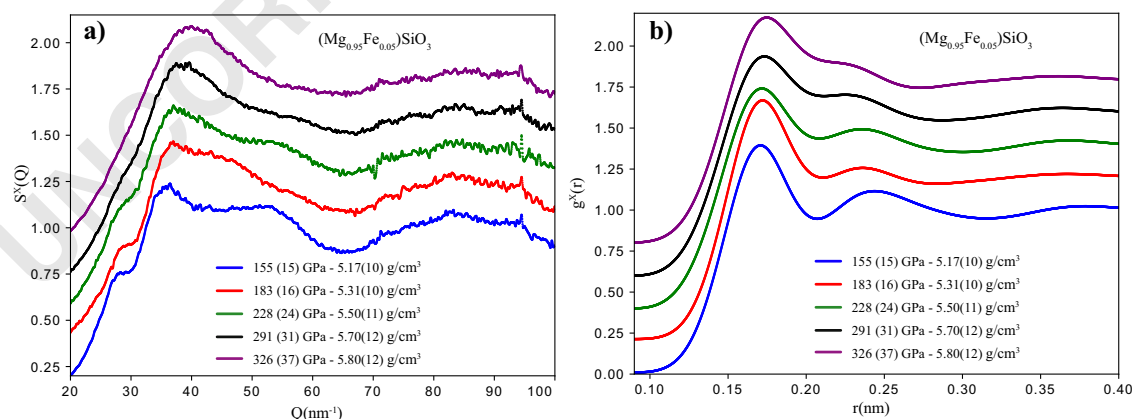 a)
(Mg0.95Fe0.05)SiO3
S^X(Q)
2.00
1.75
1.50
1.25
1.00
0.75
0.50
0.25
155 (15) GPa - 5.17(10) g/cm³
183 (16) GPa - 5.31(10) g/cm³
228 (24) GPa - 5.50(11) g/cm³
291 (31) GPa - 5.70(12) g/cm³
326 (37) GPa - 5.80(12) g/cm³
20 30 40 50 60 70 80 90 100
Q(nm⁻¹)
b)
(Mg0.95Fe0.05)SiO3
g^X(r)
2.00
1.75
1.50
1.25
1.00
0.75
0.50
0.25
0.00
155 (15) GPa - 5.17(10) g/cm³
183 (16) GPa - 5.31(10) g/cm³
228 (24) GPa - 5.50(11) g/cm³
291 (31) GPa - 5.70(12) g/cm³
326 (37) GPa - 5.80(12) g/cm³
0.10 0.15 0.20 0.25 0.30 0.35 0.40
r(nm)